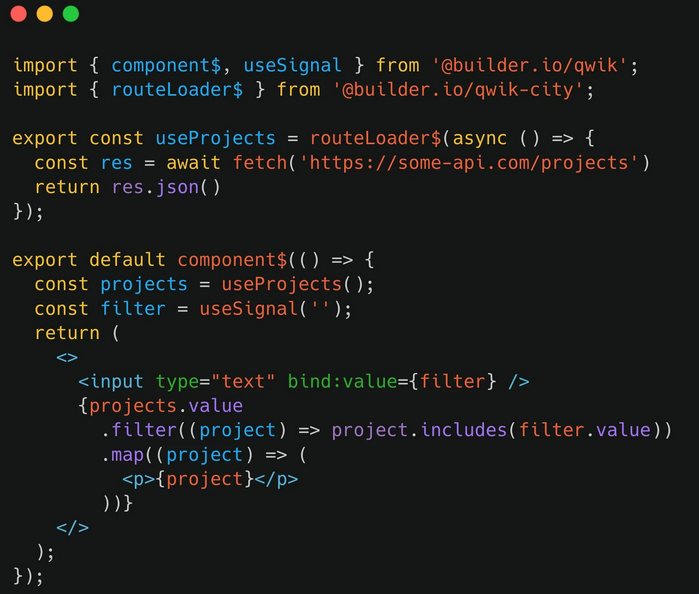 import { component$, useSignal } from '@builder.io/qwik';
import { routeLoader$ } from '@builder.io/qwik-city';

export const useProjects = routeLoader$(async () => {
  const res = await fetch('https://some-api.com/projects')
  return res.json()
});

export default component$(() => {
  const projects = useProjects();
  const filter = useSignal('');
  return (
    <>
      <input type="text" bind:value={filter} />
      {projects.value
        .filter((project) => project.includes(filter.value))
        .map((project) => (
          <p>{project}</p>
        ))}
    </>
  );
});